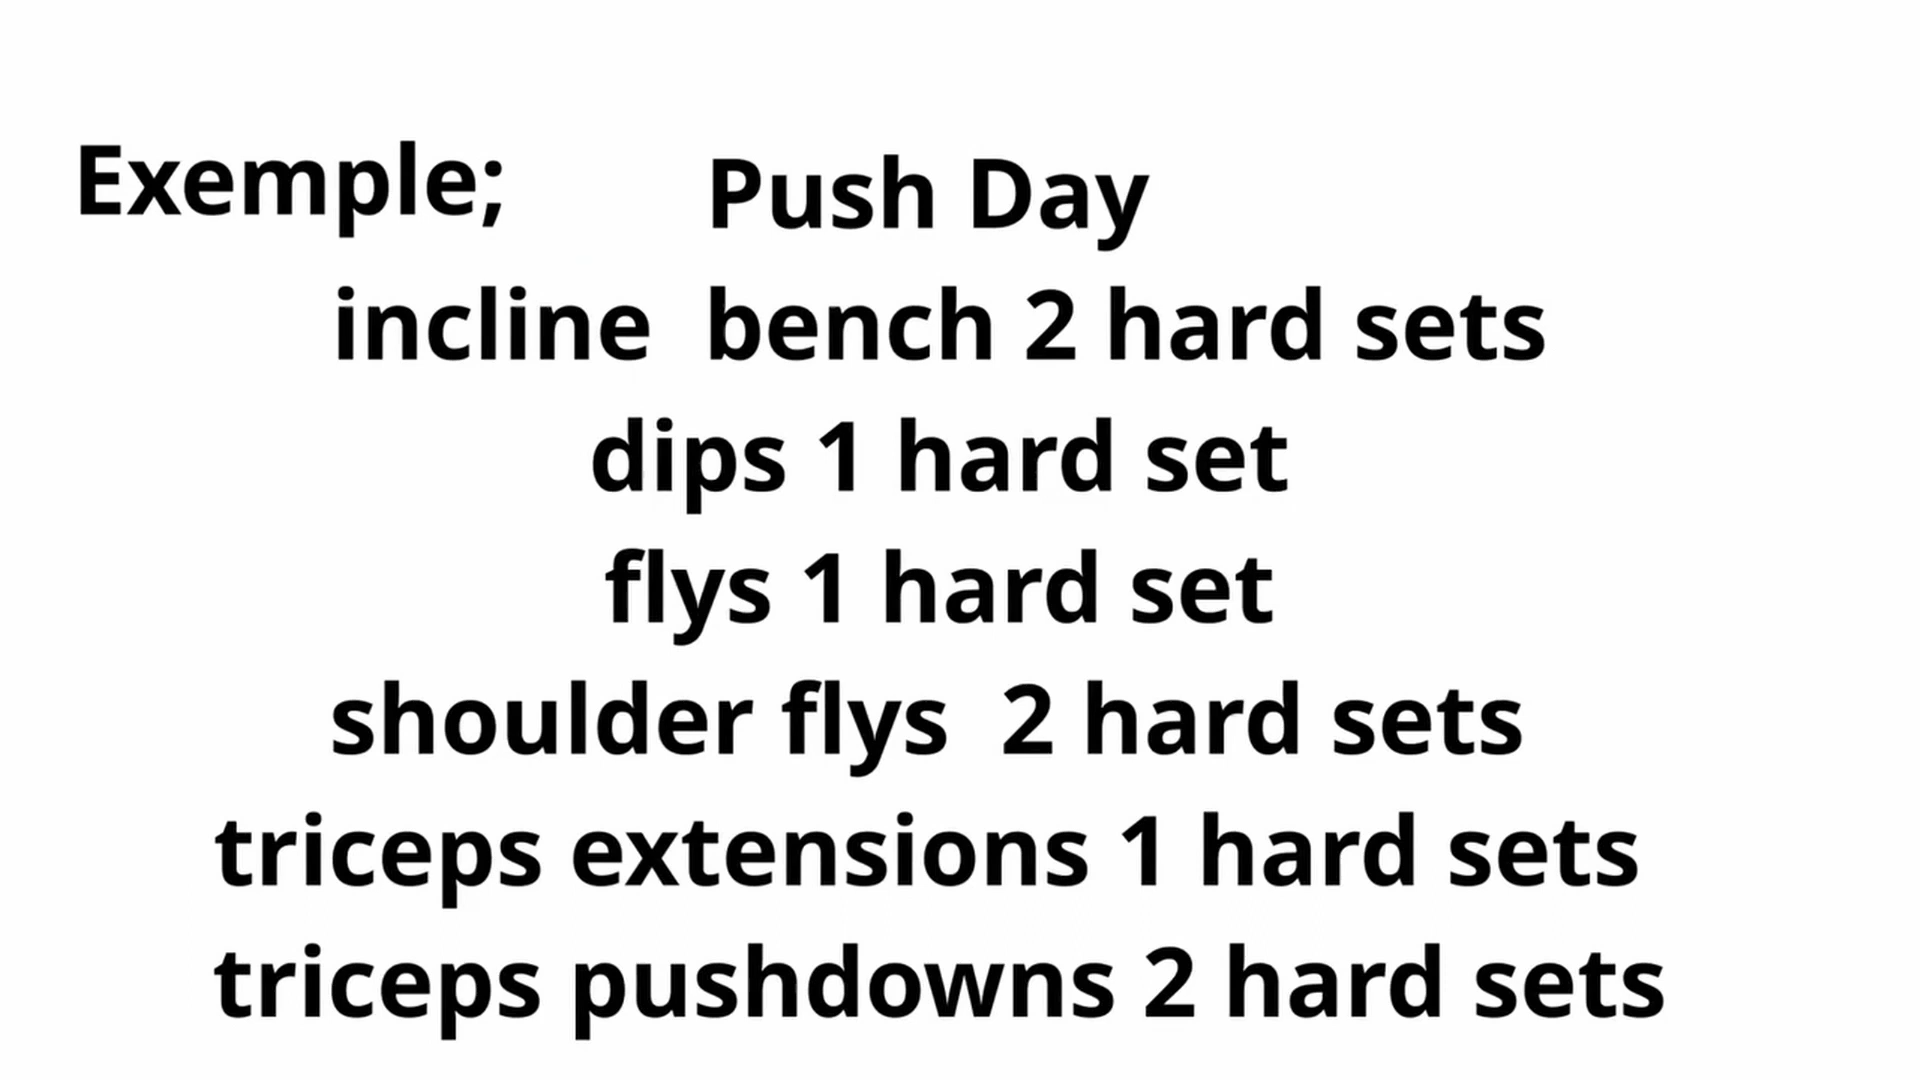 Exemple;
Push Day
incline bench 2 hard sets
dips 1 hard set
flys 1 hard set
shoulder flys 2 hard sets
triceps extensions 1 hard sets
triceps pushdowns 2 hard sets